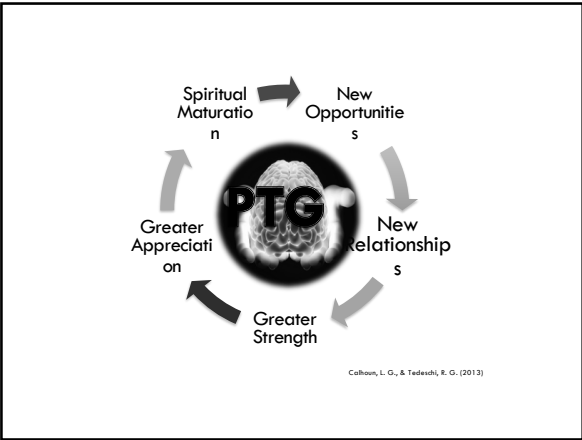 Spiritual
Maturatio
n
New
Opportunitie
s
PTG
New
Relationship
s
Greater
Appreciati
on
Greater
Strength
Calhoun, L. G., & Tedeschi, R. G. (2013)